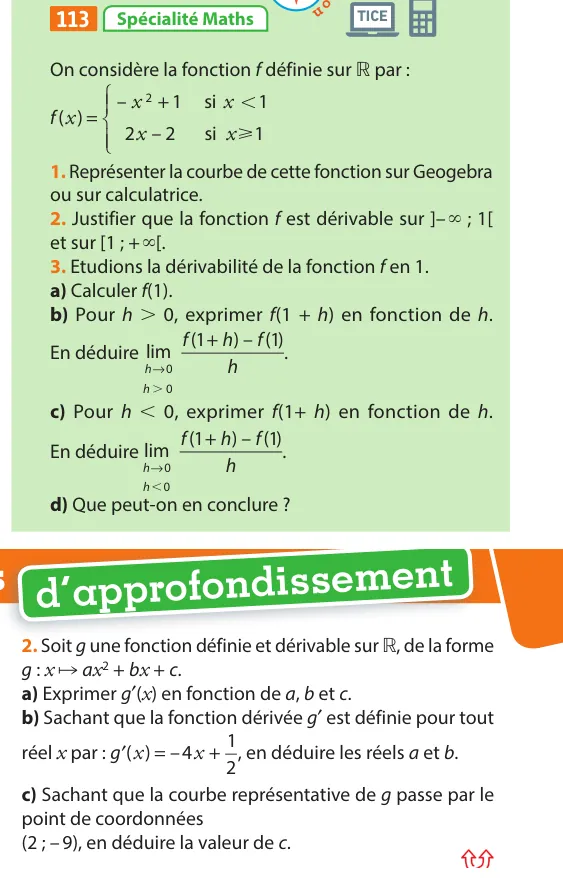 113 Spécialité Maths
TICE
On considère la fonction f définie sur ℝ par :
f(x) = { – x² + 1 si x < 1
2x – 2 si x ⩾ 1
1. Représenter la courbe de cette fonction sur Geogebra
ou sur calculatrice.
2. Justifier que la fonction f est dérivable sur ]– ∞ ; 1[
et sur [1 ; + ∞[.
3. Etudions la dérivabilité de la fonction f en 1.
a) Calculer f(1).
b) Pour h > 0, exprimer f(1 + h) en fonction de h.
En déduire lim h→0 h > 0 (f(1 + h) – f(1))/h.
c) Pour h < 0, exprimer f(1+ h) en fonction de h.
En déduire lim h→0 h < 0 (f(1 + h) – f(1))/h.
d) Que peut-on en conclure ?
d'approfondissement
2. Soit g une fonction définie et dérivable sur ℝ, de la forme
g : x ↦ ax² + bx + c.
a) Exprimer g′(x) en fonction de a, b et c.
b) Sachant que la fonction dérivée g′ est définie pour tout
réel x par : g′(x) = – 4x + 1/2, en déduire les réels a et b.
c) Sachant que la courbe représentative de g passe par le
point de coordonnées
(2 ; – 9), en déduire la valeur de c.